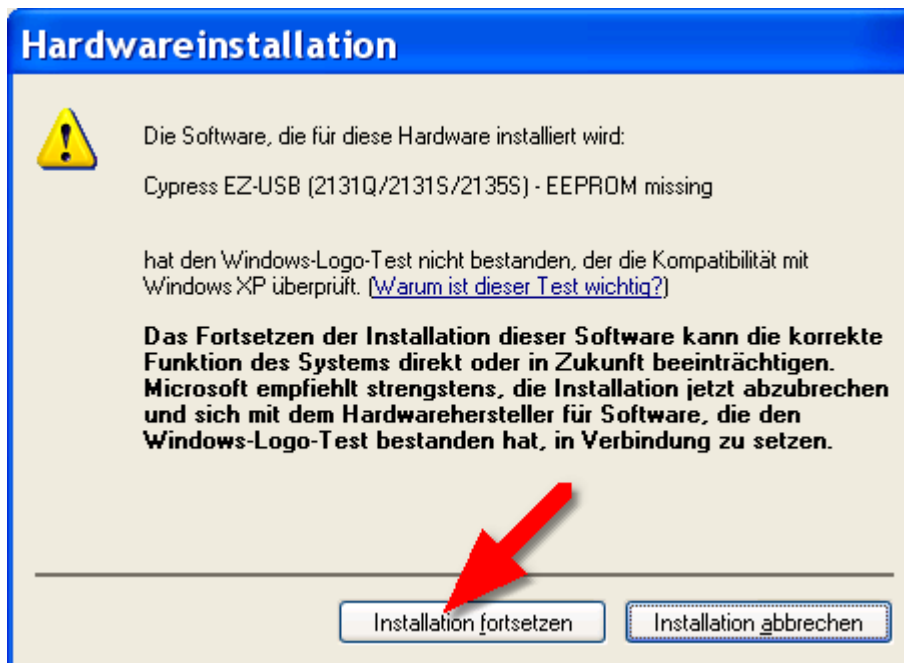 Hardwareinstallation
Die Software, die für diese Hardware installiert wird:
Cypress EZ-USB (2131Q/2131S/2135S) - EEPROM missing
hat den Windows-Logo-Test nicht bestanden, der die Kompatibilität mit
Windows XP überprüft. (Warum ist dieser Test wichtig?)
Das Fortsetzen der Installation dieser Software kann die korrekte
Funktion des Systems direkt oder in Zukunft beeinträchtigen.
Microsoft empfiehlt strengstens, die Installation jetzt abzubrechen
und sich mit dem Hardwarehersteller für Software, die den
Windows-Logo-Test bestanden hat, in Verbindung zu setzen.
Installation fortsetzen
Installation abbrechen